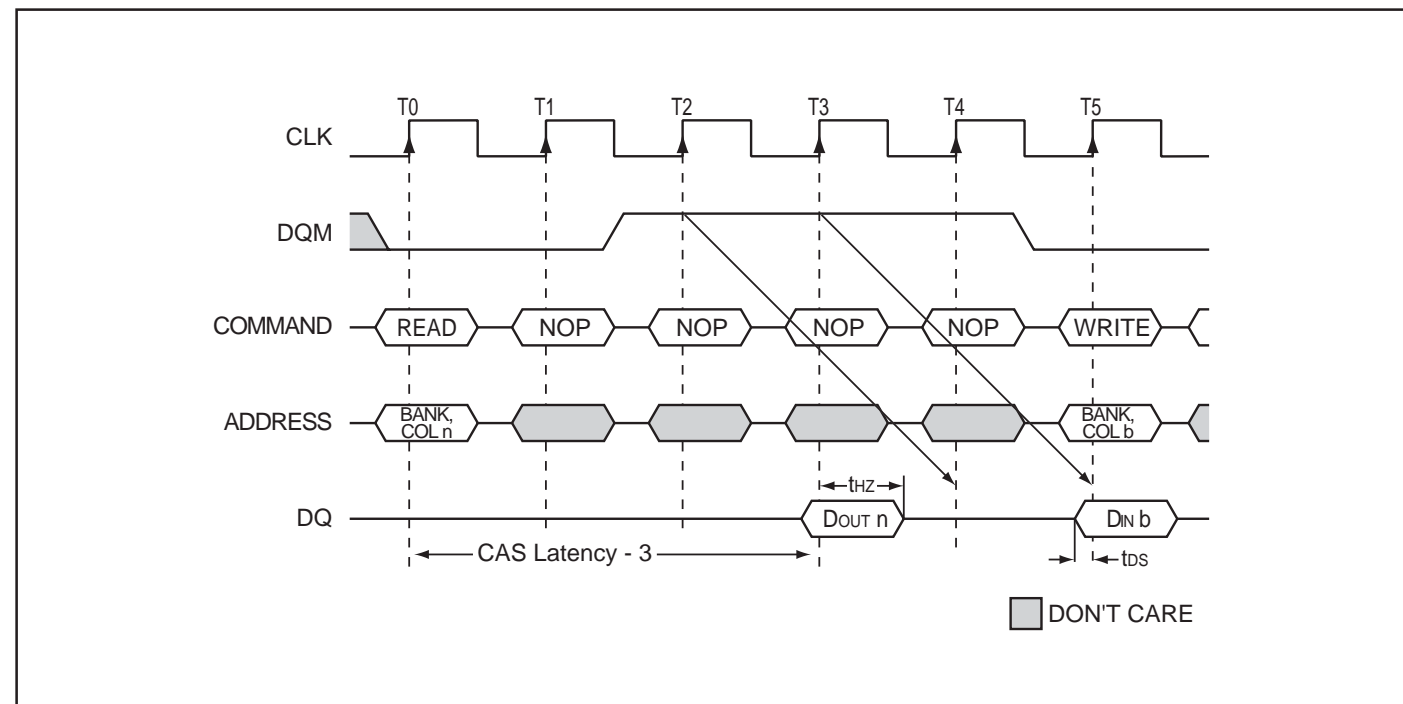 T0 T1 T2 T3 T4 T5
CLK
DQM
COMMAND READ NOP NOP NOP NOP WRITE
ADDRESS BANK, COL n BANK, COL b
tHZ
DQ DOUT n DIN b
CAS Latency - 3 tDS
DON'T CARE